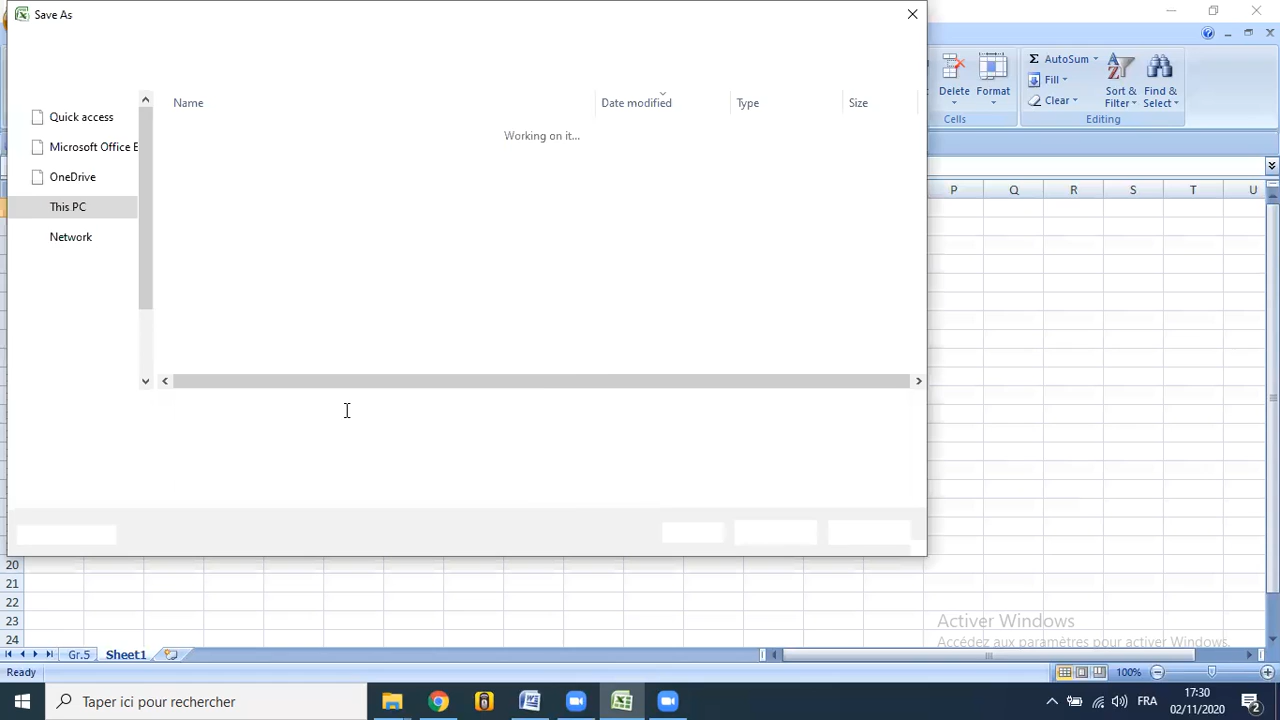 Save As
Name
Date modified
Type
Size
Quick access
Working on it...
Microsoft Office E
OneDrive
This PC
Network
Delete
Format
Cells
Σ AutoSum
Fill
Clear
Sort &
Filter
Find &
Select
Editing
P Q R S T U
20
21
22
23
24
Activer Windows
Accédez aux paramètres pour activer Windows.
Gr.5 Sheet1
Ready
100%
Taper ici pour rechercher
FRA
17:30
02/11/2020
2